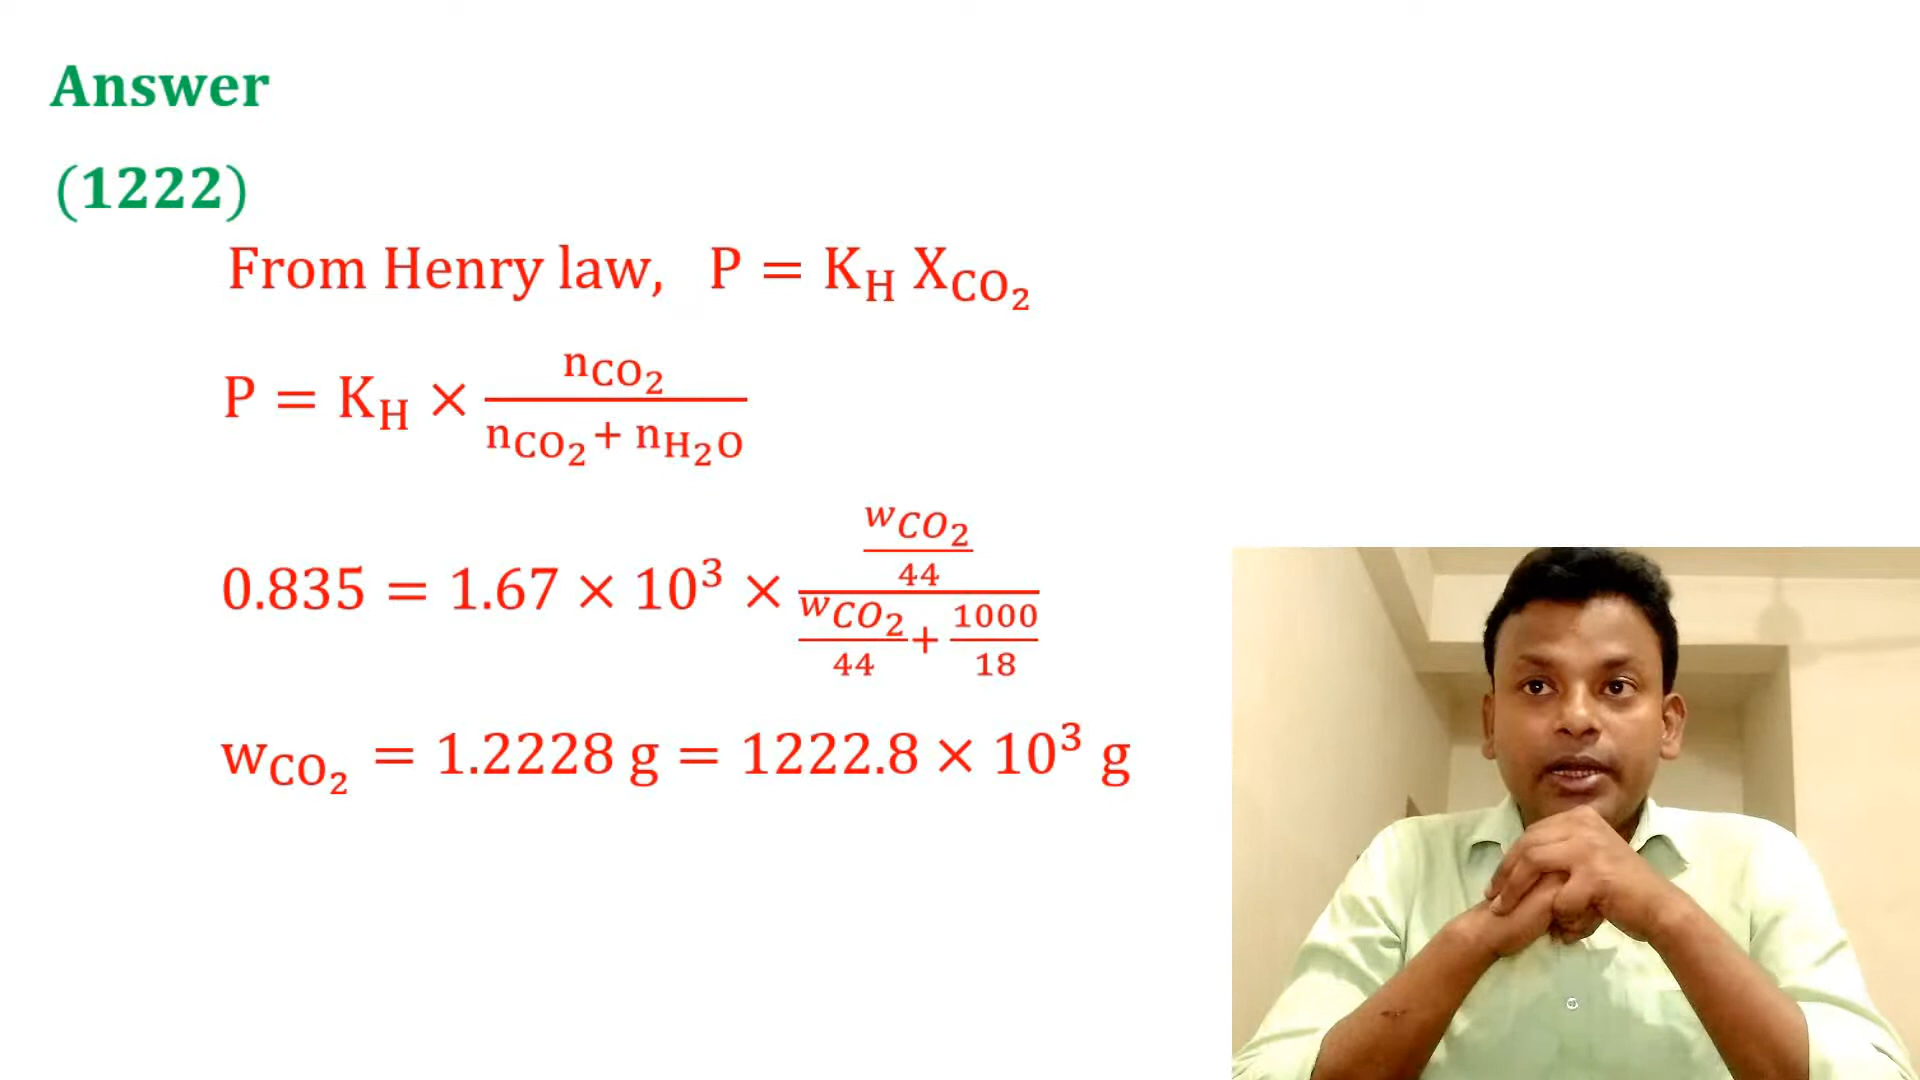 Answer
(1222)
From Henry law, P = K_H X_CO₂
P = K_H × n_CO₂ / (n_CO₂ + n_H₂O)
0.835 = 1.67 × 10³ × (w_CO₂/44) / (w_CO₂/44 + 1000/18)
w_CO₂ = 1.2228 g = 1222.8 × 10³ g